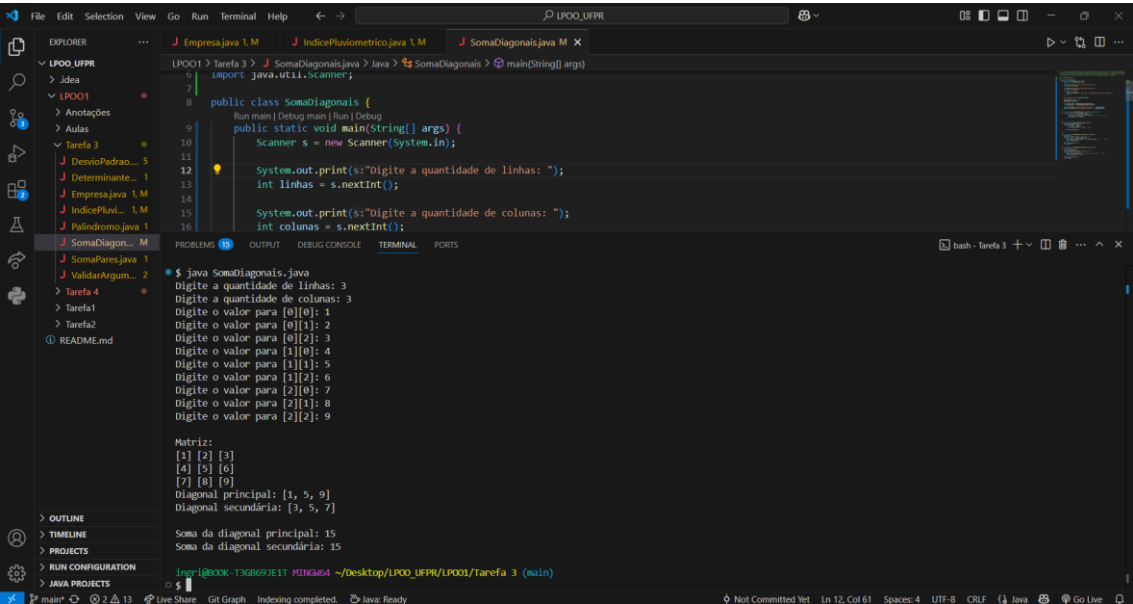 File Edit Selection View Go Run Terminal Help
LPOO_UFPR
EXPLORER
LPOO_UFPR
.idea
LPOO1
Anotações
Aulas
Tarefa 3
DesvioPadrao.... 5
Determinante... 1
Empresa.java 1, M
IndicePluvi... 1, M
Palindromo.java 1
SomaDiagon... M
SomaPares.java 1
ValidarArgum... 2
Tarefa 4
Tarefa1
Tarefa2
README.md
OUTLINE
TIMELINE
PROJECTS
RUN CONFIGURATION
JAVA PROJECTS
Empresa.java 1, M IndicePluviometrico.java 1, M SomaDiagonais.java M
LPOO1 > Tarefa 3 > SomaDiagonais.java > Java > SomaDiagonais > main(String[] args)
6 import java.util.Scanner;
7
8 public class SomaDiagonais {
Run main | Debug main | Run | Debug
9 public static void main(String[] args) {
10 Scanner s = new Scanner(System.in);
11
12 System.out.print(s:"Digite a quantidade de linhas: ");
13 int linhas = s.nextInt();
14
15 System.out.print(s:"Digite a quantidade de colunas: ");
16 int colunas = s.nextInt();
PROBLEMS 15 OUTPUT DEBUG CONSOLE TERMINAL PORTS
bash - Tarefa 3
$ java SomaDiagonais.java
Digite a quantidade de linhas: 3
Digite a quantidade de colunas: 3
Digite o valor para [0][0]: 1
Digite o valor para [0][1]: 2
Digite o valor para [0][2]: 3
Digite o valor para [1][0]: 4
Digite o valor para [1][1]: 5
Digite o valor para [1][2]: 6
Digite o valor para [2][0]: 7
Digite o valor para [2][1]: 8
Digite o valor para [2][2]: 9
Matriz:
[1] [2] [3]
[4] [5] [6]
[7] [8] [9]
Diagonal principal: [1, 5, 9]
Diagonal secundária: [3, 5, 7]
Soma da diagonal principal: 15
Soma da diagonal secundária: 15
ingri@BOOK-T3GB69JE1T MINGW64 ~/Desktop/LPOO_UFPR/LPOO1/Tarefa 3 (main)
$
main* 2 13 Live Share Git Graph Indexing completed. Java: Ready Not Committed Yet Ln 12, Col 61 Spaces: 4 UTF-8 CRLF Java Go Live